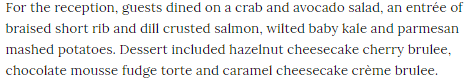 For the reception, guests dined on a crab and avocado salad, an entrée of
braised short rib and dill crusted salmon, wilted baby kale and parmesan
mashed potatoes. Dessert included hazelnut cheesecake cherry brulee,
chocolate mousse fudge torte and caramel cheesecake crème brulee.